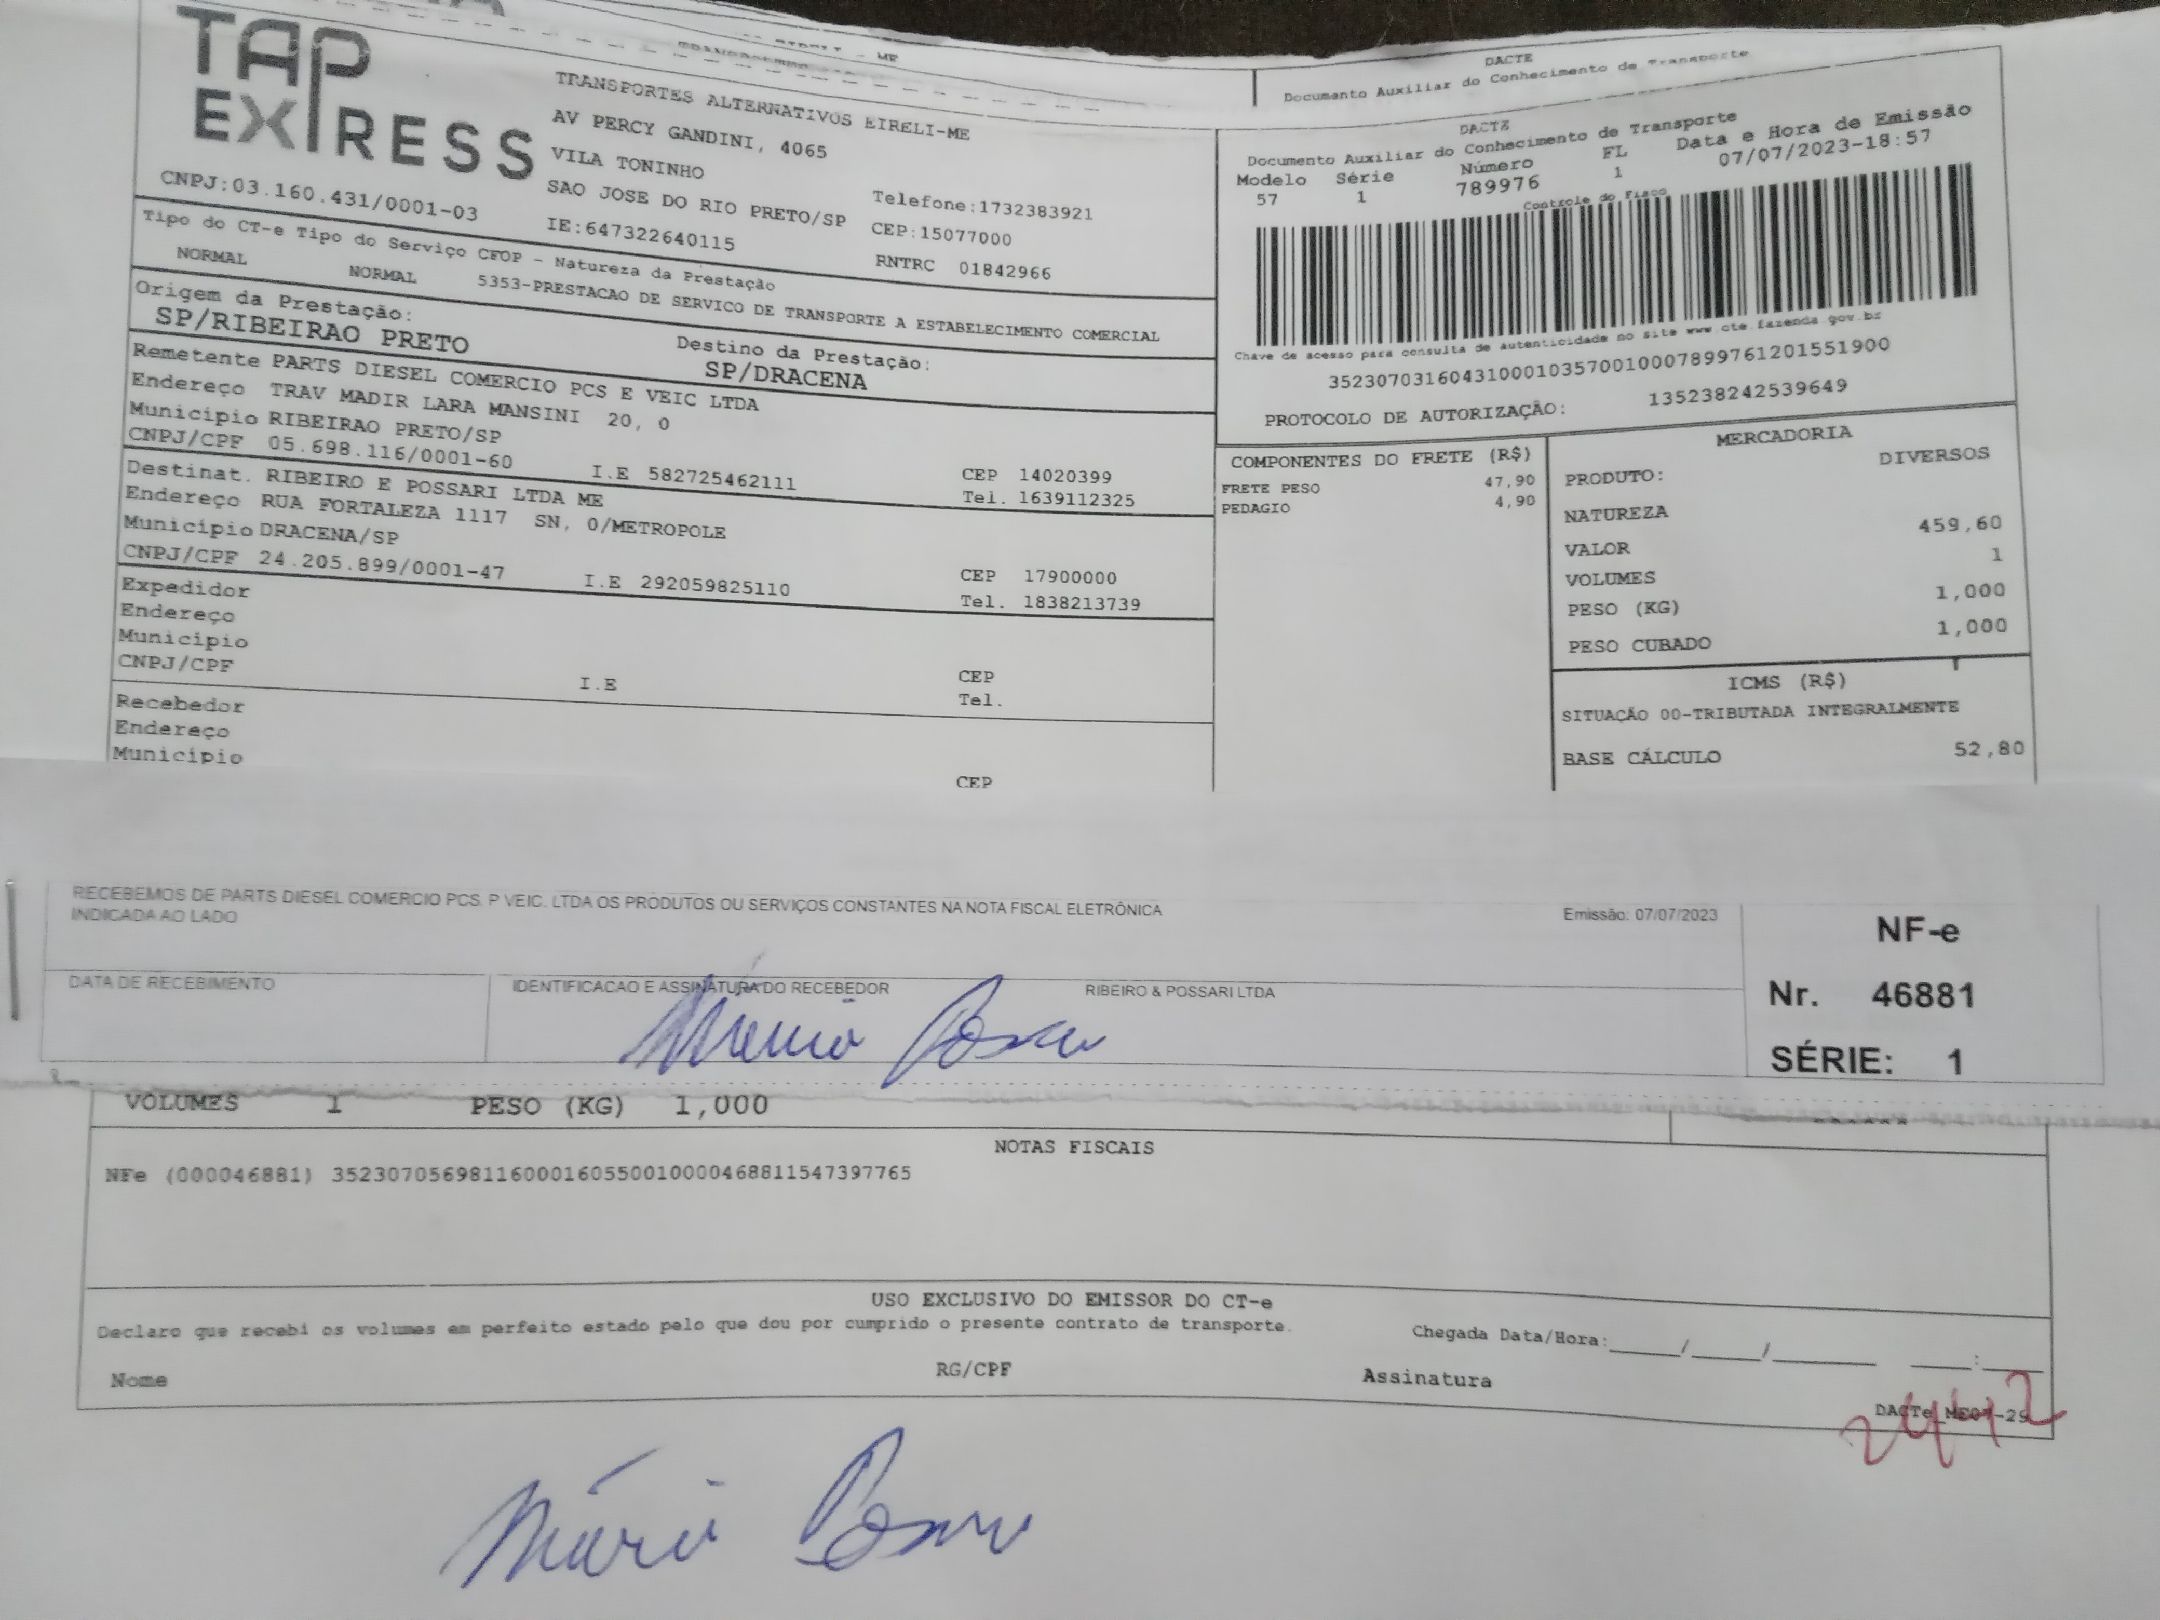 TAP
EXPRESS
DACTE
Documento Auxiliar do Conhecimento de Transporte
TRANSPORTES ALTERNATIVOS EIRELI-ME
AV PERCY GANDINI, 4065
VILA TONINHO
SAO JOSE DO RIO PRETO/SP
Telefone:1732383921
CNPJ:03.160.431/0001-03
IE:647322640115
CEP:15077000
RNTRC 01842966
DACTE
Documento Auxiliar do Conhecimento de Transporte
Modelo Série Número FL Data e Hora de Emissão
57 1 789976 1 07/07/2023-18:57
Controle do Fisco
Chave de acesso para consulta de autenticidade no site www.cte.fazenda.gov.br
35230703160431000103570010007899761201551900
PROTOCOLO DE AUTORIZAÇÃO: 135238242539649
Tipo do CT-e Tipo do Serviço CFOP - Natureza da Prestação
NORMAL NORMAL 5353-PRESTACAO DE SERVICO DE TRANSPORTE A ESTABELECIMENTO COMERCIAL
Origem da Prestação: Destino da Prestação:
SP/RIBEIRAO PRETO SP/DRACENA
Remetente PARTS DIESEL COMERCIO PCS E VEIC LTDA
Endereço TRAV MADIR LARA MANSINI 20, 0
Município RIBEIRAO PRETO/SP CEP 14020399
CNPJ/CPF 05.698.116/0001-60 I.E 582725462111 Tel. 1639112325
Destinat. RIBEIRO E POSSARI LTDA ME
Endereço RUA FORTALEZA 1117 SN, 0/METROPOLE
Município DRACENA/SP CEP 17900000
CNPJ/CPF 24.205.899/0001-47 I.E 292059825110 Tel. 1838213739
Expedidor
Endereço
Município CEP
CNPJ/CPF I.E Tel.
Recebedor
Endereço
Município CEP
COMPONENTES DO FRETE (R$)
FRETE PESO 47,90
PEDAGIO 4,90
MERCADORIA
PRODUTO: DIVERSOS
NATUREZA
VALOR 459,60
VOLUMES 1
PESO (KG) 1,000
PESO CUBADO 1,000
ICMS (R$)
SITUAÇÃO 00-TRIBUTADA INTEGRALMENTE
BASE CÁLCULO 52,80
RECEBEMOS DE PARTS DIESEL COMERCIO PCS. P VEIC. LTDA OS PRODUTOS OU SERVIÇOS CONSTANTES NA NOTA FISCAL ELETRÔNICA
INDICADA AO LADO
Emissão: 07/07/2023
NF-e
Nr. 46881
SÉRIE: 1
DATA DE RECEBIMENTO IDENTIFICACAO E ASSINATURA DO RECEBEDOR RIBEIRO & POSSARI LTDA
VOLUMES 1 PESO (KG) 1,000
NOTAS FISCAIS
NFe (000046881) 35230705698116000160550010000468811547397765
USO EXCLUSIVO DO EMISSOR DO CT-e
Declaro que recebi os volumes em perfeito estado pelo que dou por cumprido o presente contrato de transporte.
Chegada Data/Hora:_____/_____/________ ____:____
Nome RG/CPF Assinatura